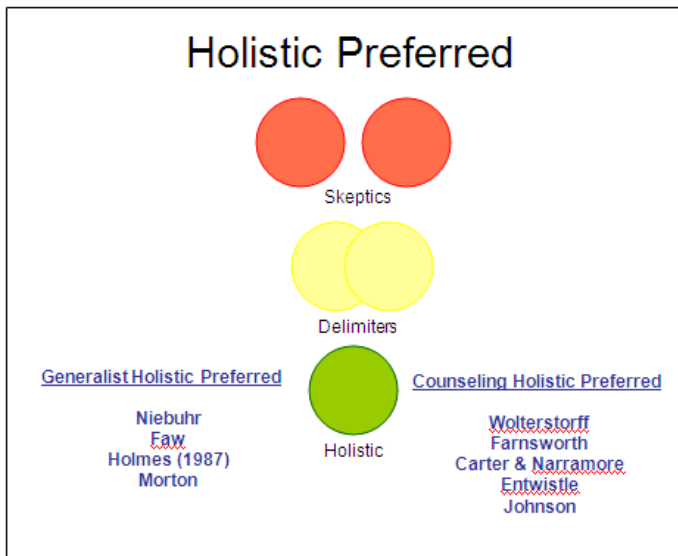 Holistic Preferred
Skeptics
Delimiters
Holistic
Generalist Holistic Preferred
Niebuhr
Faw
Holmes (1987)
Morton
Counseling Holistic Preferred
Wolterstorff
Farnsworth
Carter & Narramore
Entwistle
Johnson